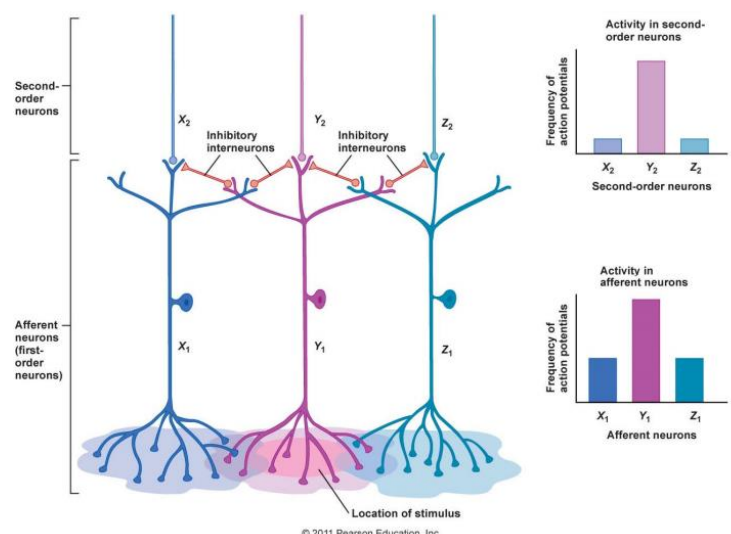 Second-
order
neurons
X2
Y2
Z2
Inhibitory
interneurons
Inhibitory
interneurons
Afferent
neurons
(first-
order
neurons)
X1
Y1
Z1
Location of stimulus
Activity in second-
order neurons
Frequency of
action potentials
X2 Y2 Z2
Second-order neurons
Activity in
afferent neurons
Frequency of
action potentials
X1 Y1 Z1
Afferent neurons
© 2011 Pearson Education, Inc.